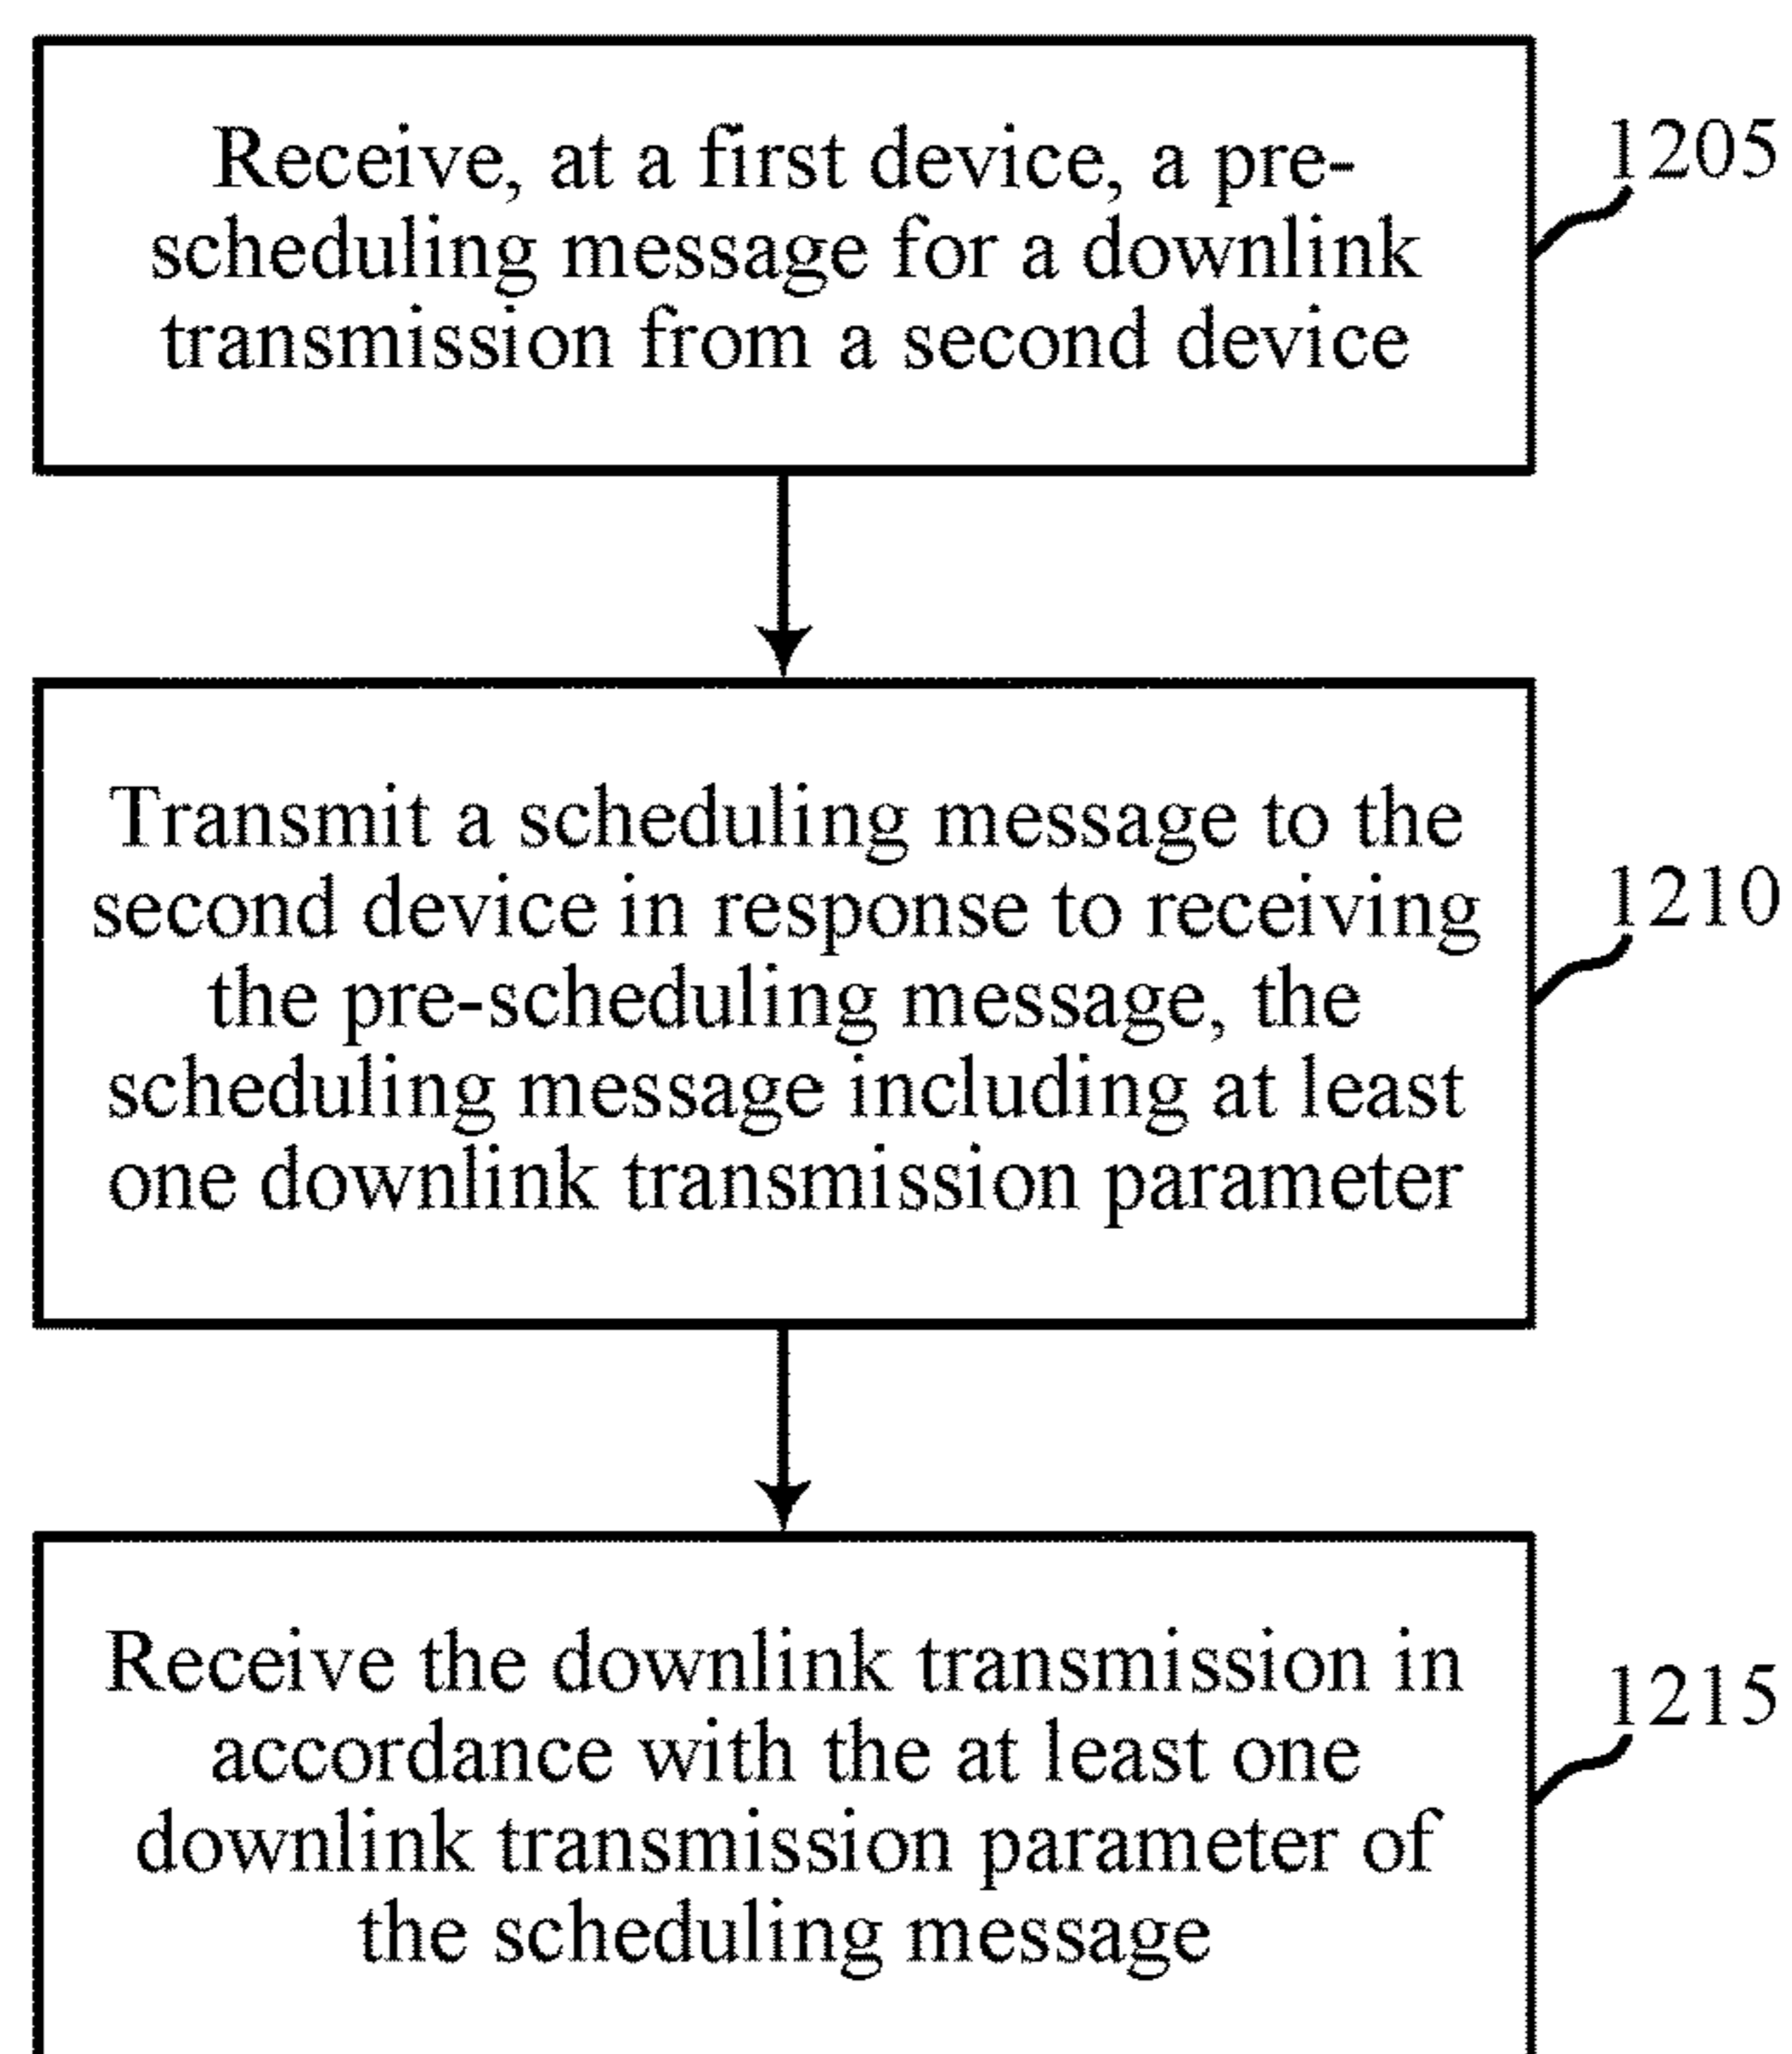 Receive, at a first device, a pre-
scheduling message for a downlink
transmission from a second device
1205
Transmit a scheduling message to the
second device in response to receiving
the pre-scheduling message, the
scheduling message including at least
one downlink transmission parameter
1210
Receive the downlink transmission in
accordance with the at least one
downlink transmission parameter of
the scheduling message
1215